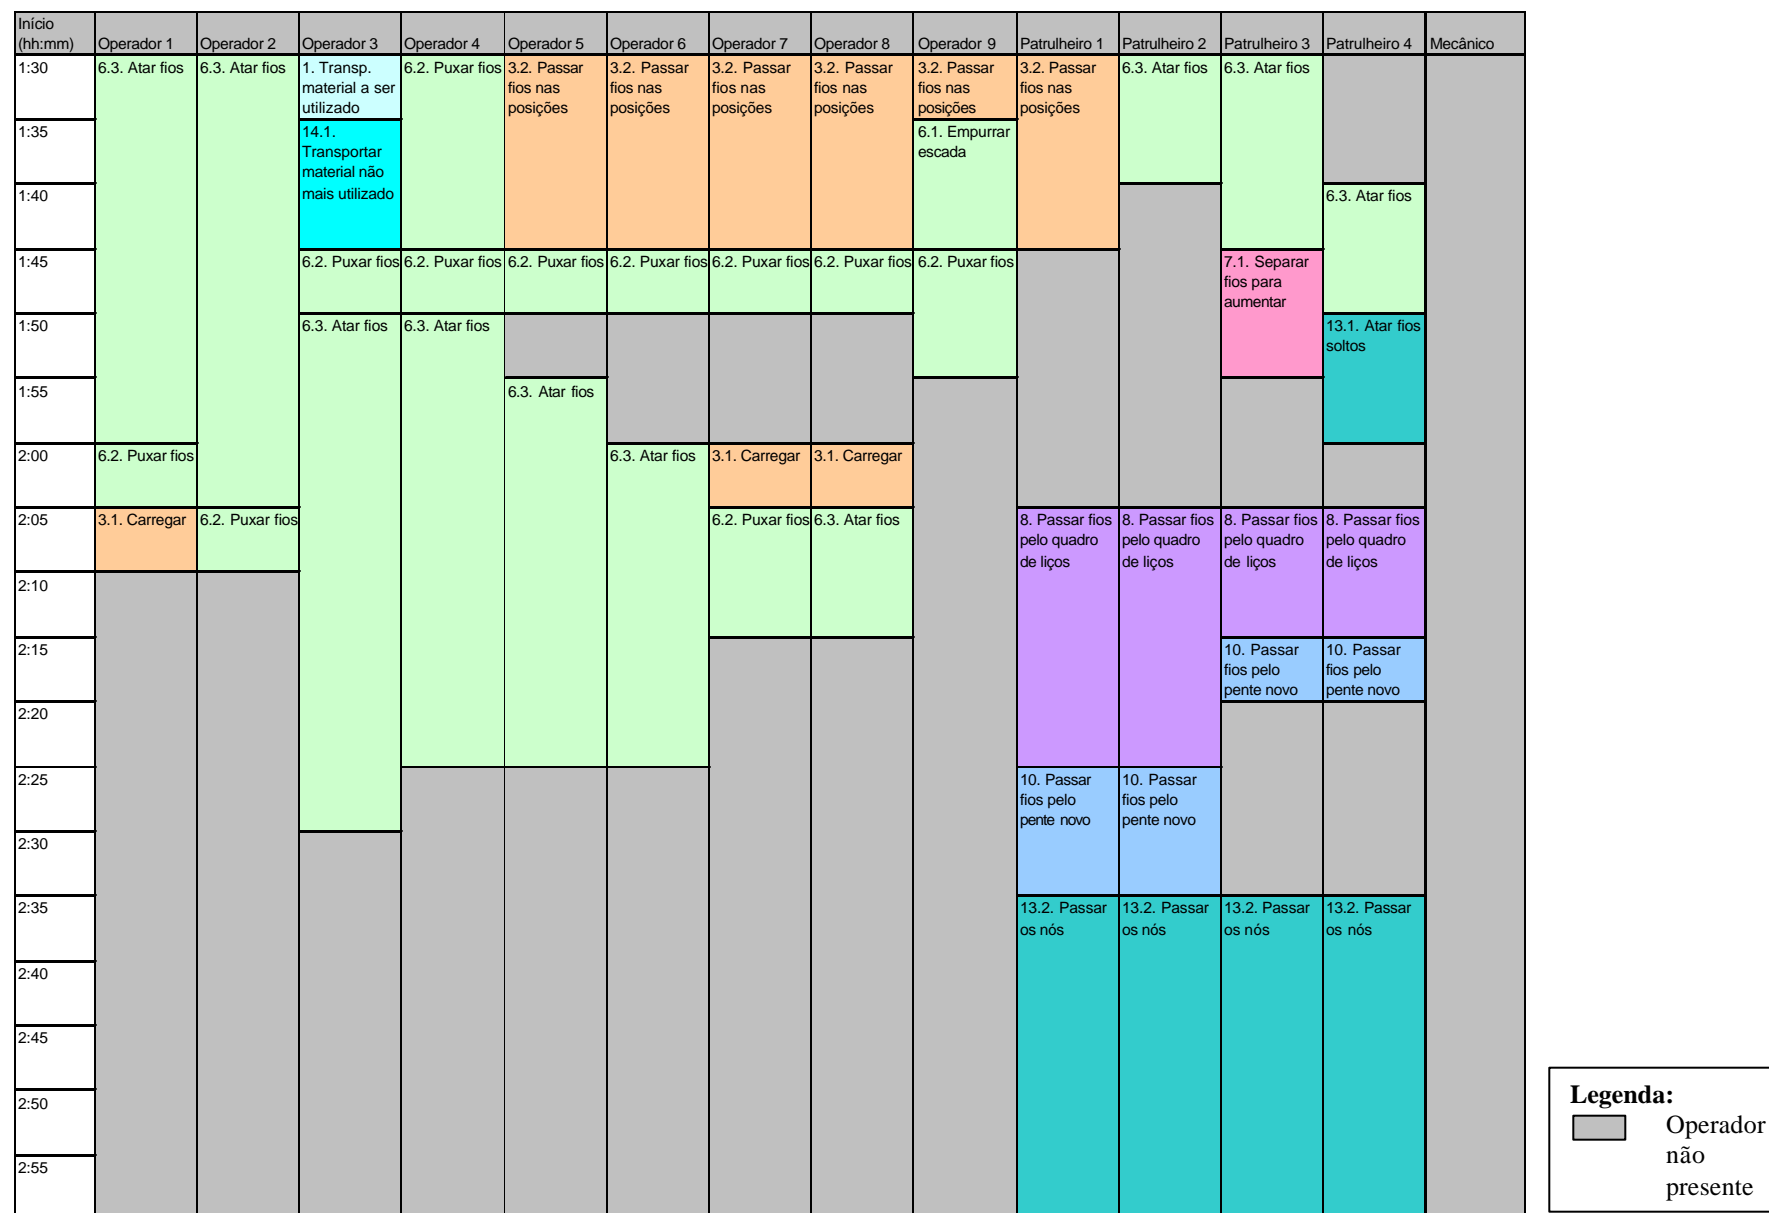 Início
(hh:mm) Operador 1 Operador 2 Operador 3 Operador 4 Operador 5 Operador 6 Operador 7 Operador 8 Operador 9 Patrulheiro 1 Patrulheiro 2 Patrulheiro 3 Patrulheiro 4 Mecânico
1:30 6.3. Atar fios 6.3. Atar fios 1. Transp. 6.2. Puxar fios 3.2. Passar 3.2. Passar 3.2. Passar 3.2. Passar 3.2. Passar 3.2. Passar 6.3. Atar fios 6.3. Atar fios
material a ser fios nas fios nas fios nas fios nas fios nas fios nas
utilizado posições posições posições posições posições posições
1:35 14.1. 6.1. Empurrar
Transportar escada
material não
1:40 mais utilizado 6.3. Atar fios
1:45 6.2. Puxar fios 6.2. Puxar fios 6.2. Puxar fios 6.2. Puxar fios 6.2. Puxar fios 6.2. Puxar fios 6.2. Puxar fios 7.1. Separar
fios para
aumentar
1:50 6.3. Atar fios 6.3. Atar fios 13.1. Atar fios
soltos
1:55 6.3. Atar fios
2:00 6.2. Puxar fios 6.3. Atar fios 3.1. Carregar 3.1. Carregar
2:05 3.1. Carregar 6.2. Puxar fios 6.2. Puxar fios 6.3. Atar fios 8. Passar fios 8. Passar fios 8. Passar fios 8. Passar fios
pelo quadro pelo quadro pelo quadro pelo quadro
de liços de liços de liços de liços
2:10
2:15 10. Passar 10. Passar
fios pelo fios pelo
pente novo pente novo
2:20
2:25 10. Passar 10. Passar
fios pelo fios pelo
pente novo pente novo
2:30
2:35 13.2. Passar 13.2. Passar 13.2. Passar 13.2. Passar
os nós os nós os nós os nós
2:40
2:45
2:50
2:55
Legenda:
Operador
não
presente